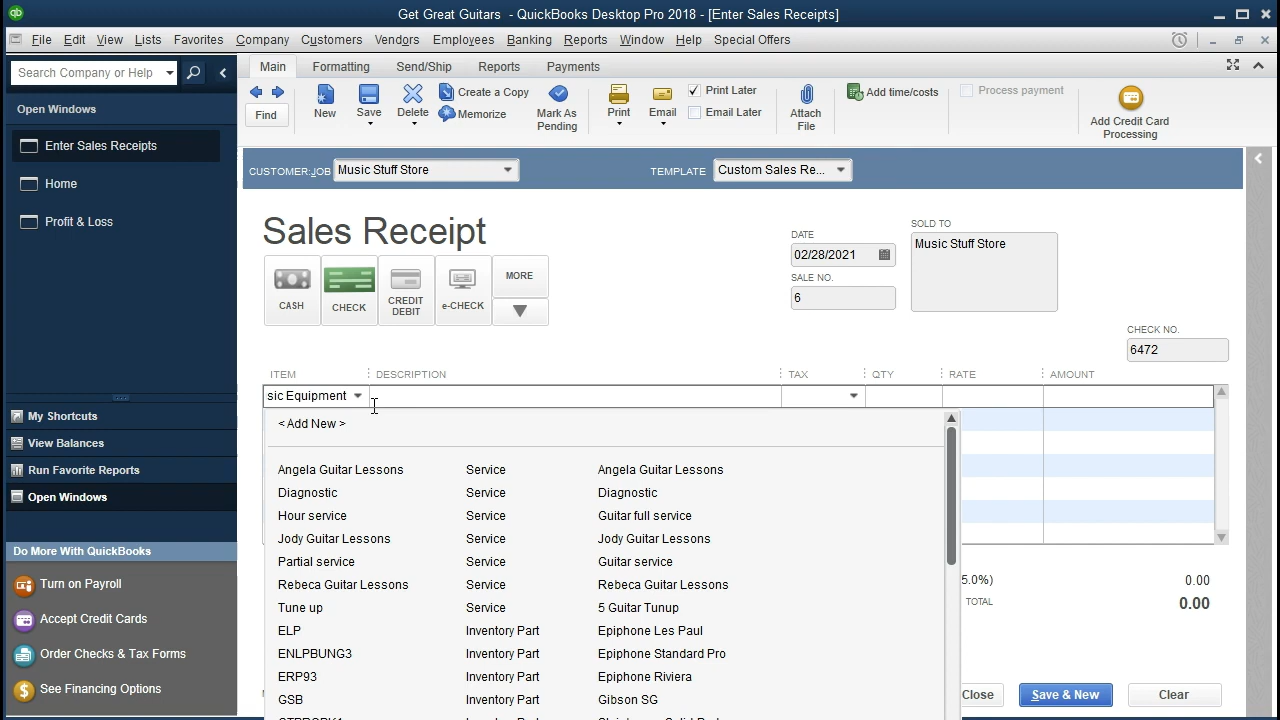 Get Great Guitars - QuickBooks Desktop Pro 2018 - [Enter Sales Receipts]
File Edit View Lists Favorites Company Customers Vendors Employees Banking Reports Window Help Special Offers
Search Company or Help
Main Formatting Send/Ship Reports Payments
Find
New
Save
Delete
Create a Copy
Memorize
Mark As
Pending
Print
Email
Print Later
Email Later
Attach
File
Add time/costs
Process payment
Add Credit Card
Processing
Open Windows
Enter Sales Receipts
Home
Profit & Loss
My Shortcuts
View Balances
Run Favorite Reports
Open Windows
Do More With QuickBooks
Turn on Payroll
Accept Credit Cards
Order Checks & Tax Forms
See Financing Options
CUSTOMER:JOB Music Stuff Store
TEMPLATE Custom Sales Re...
Sales Receipt
CASH
CHECK
CREDIT
DEBIT
e-CHECK
MORE
DATE
02/28/2021
SALE NO.
6
SOLD TO
Music Stuff Store
CHECK NO.
6472
ITEM DESCRIPTION TAX QTY RATE AMOUNT
sic Equipment
< Add New >
Angela Guitar Lessons Service Angela Guitar Lessons
Diagnostic Service Diagnostic
Hour service Service Guitar full service
Jody Guitar Lessons Service Jody Guitar Lessons
Partial service Service Guitar service
Rebeca Guitar Lessons Service Rebeca Guitar Lessons
Tune up Service 5 Guitar Tunup
ELP Inventory Part Epiphone Les Paul
ENLPBUNG3 Inventory Part Epiphone Standard Pro
ERP93 Inventory Part Epiphone Riviera
GSB Inventory Part Gibson SG
5.0%) 0.00
TOTAL 0.00
Close
Save & New
Clear